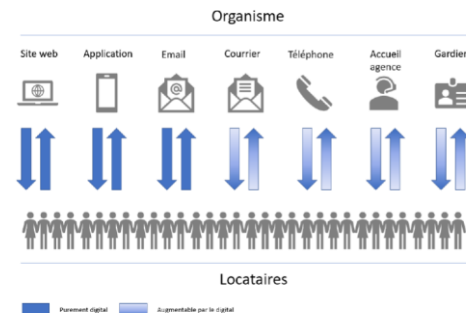 Organisme
Site web
Application
Email
Courrier
Téléphone
Accueil
agence
Gardien
Locataires
Purement digital
Augmentable par le digital